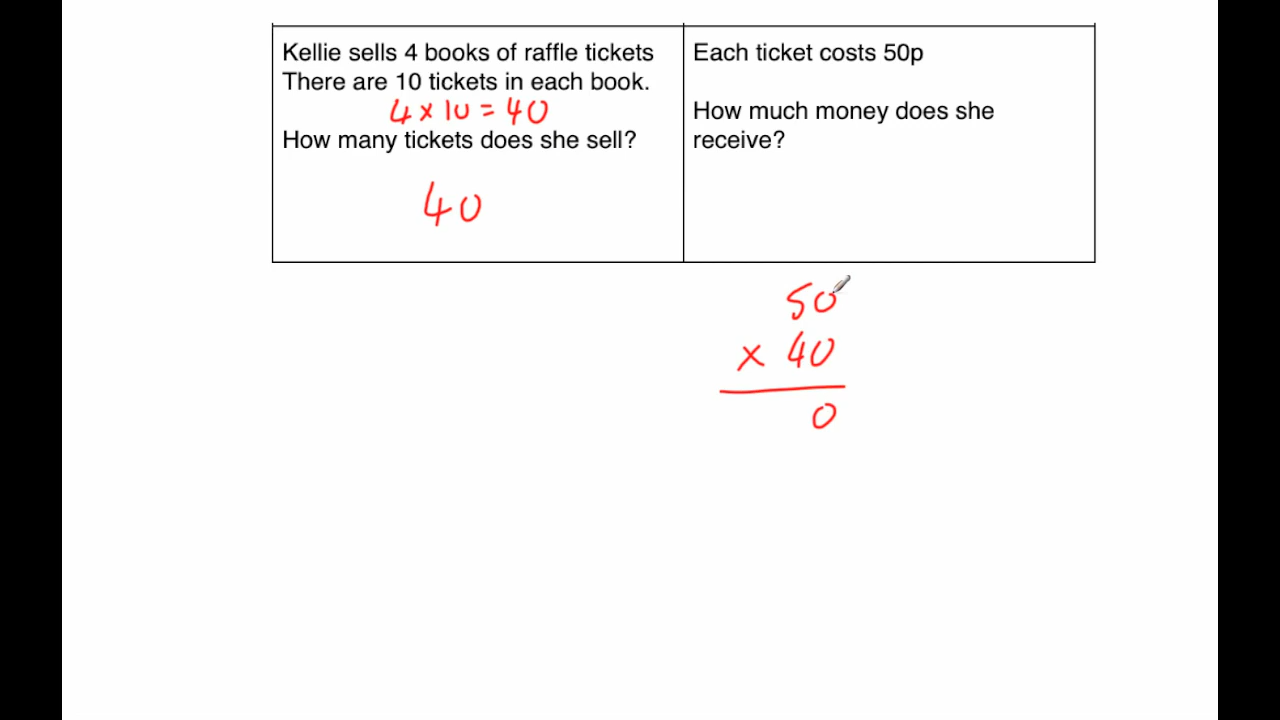 Kellie sells 4 books of raffle tickets
There are 10 tickets in each book.
4 × 10 = 40
How many tickets does she sell?
40
Each ticket costs 50p
How much money does she
receive?
50
× 40
0